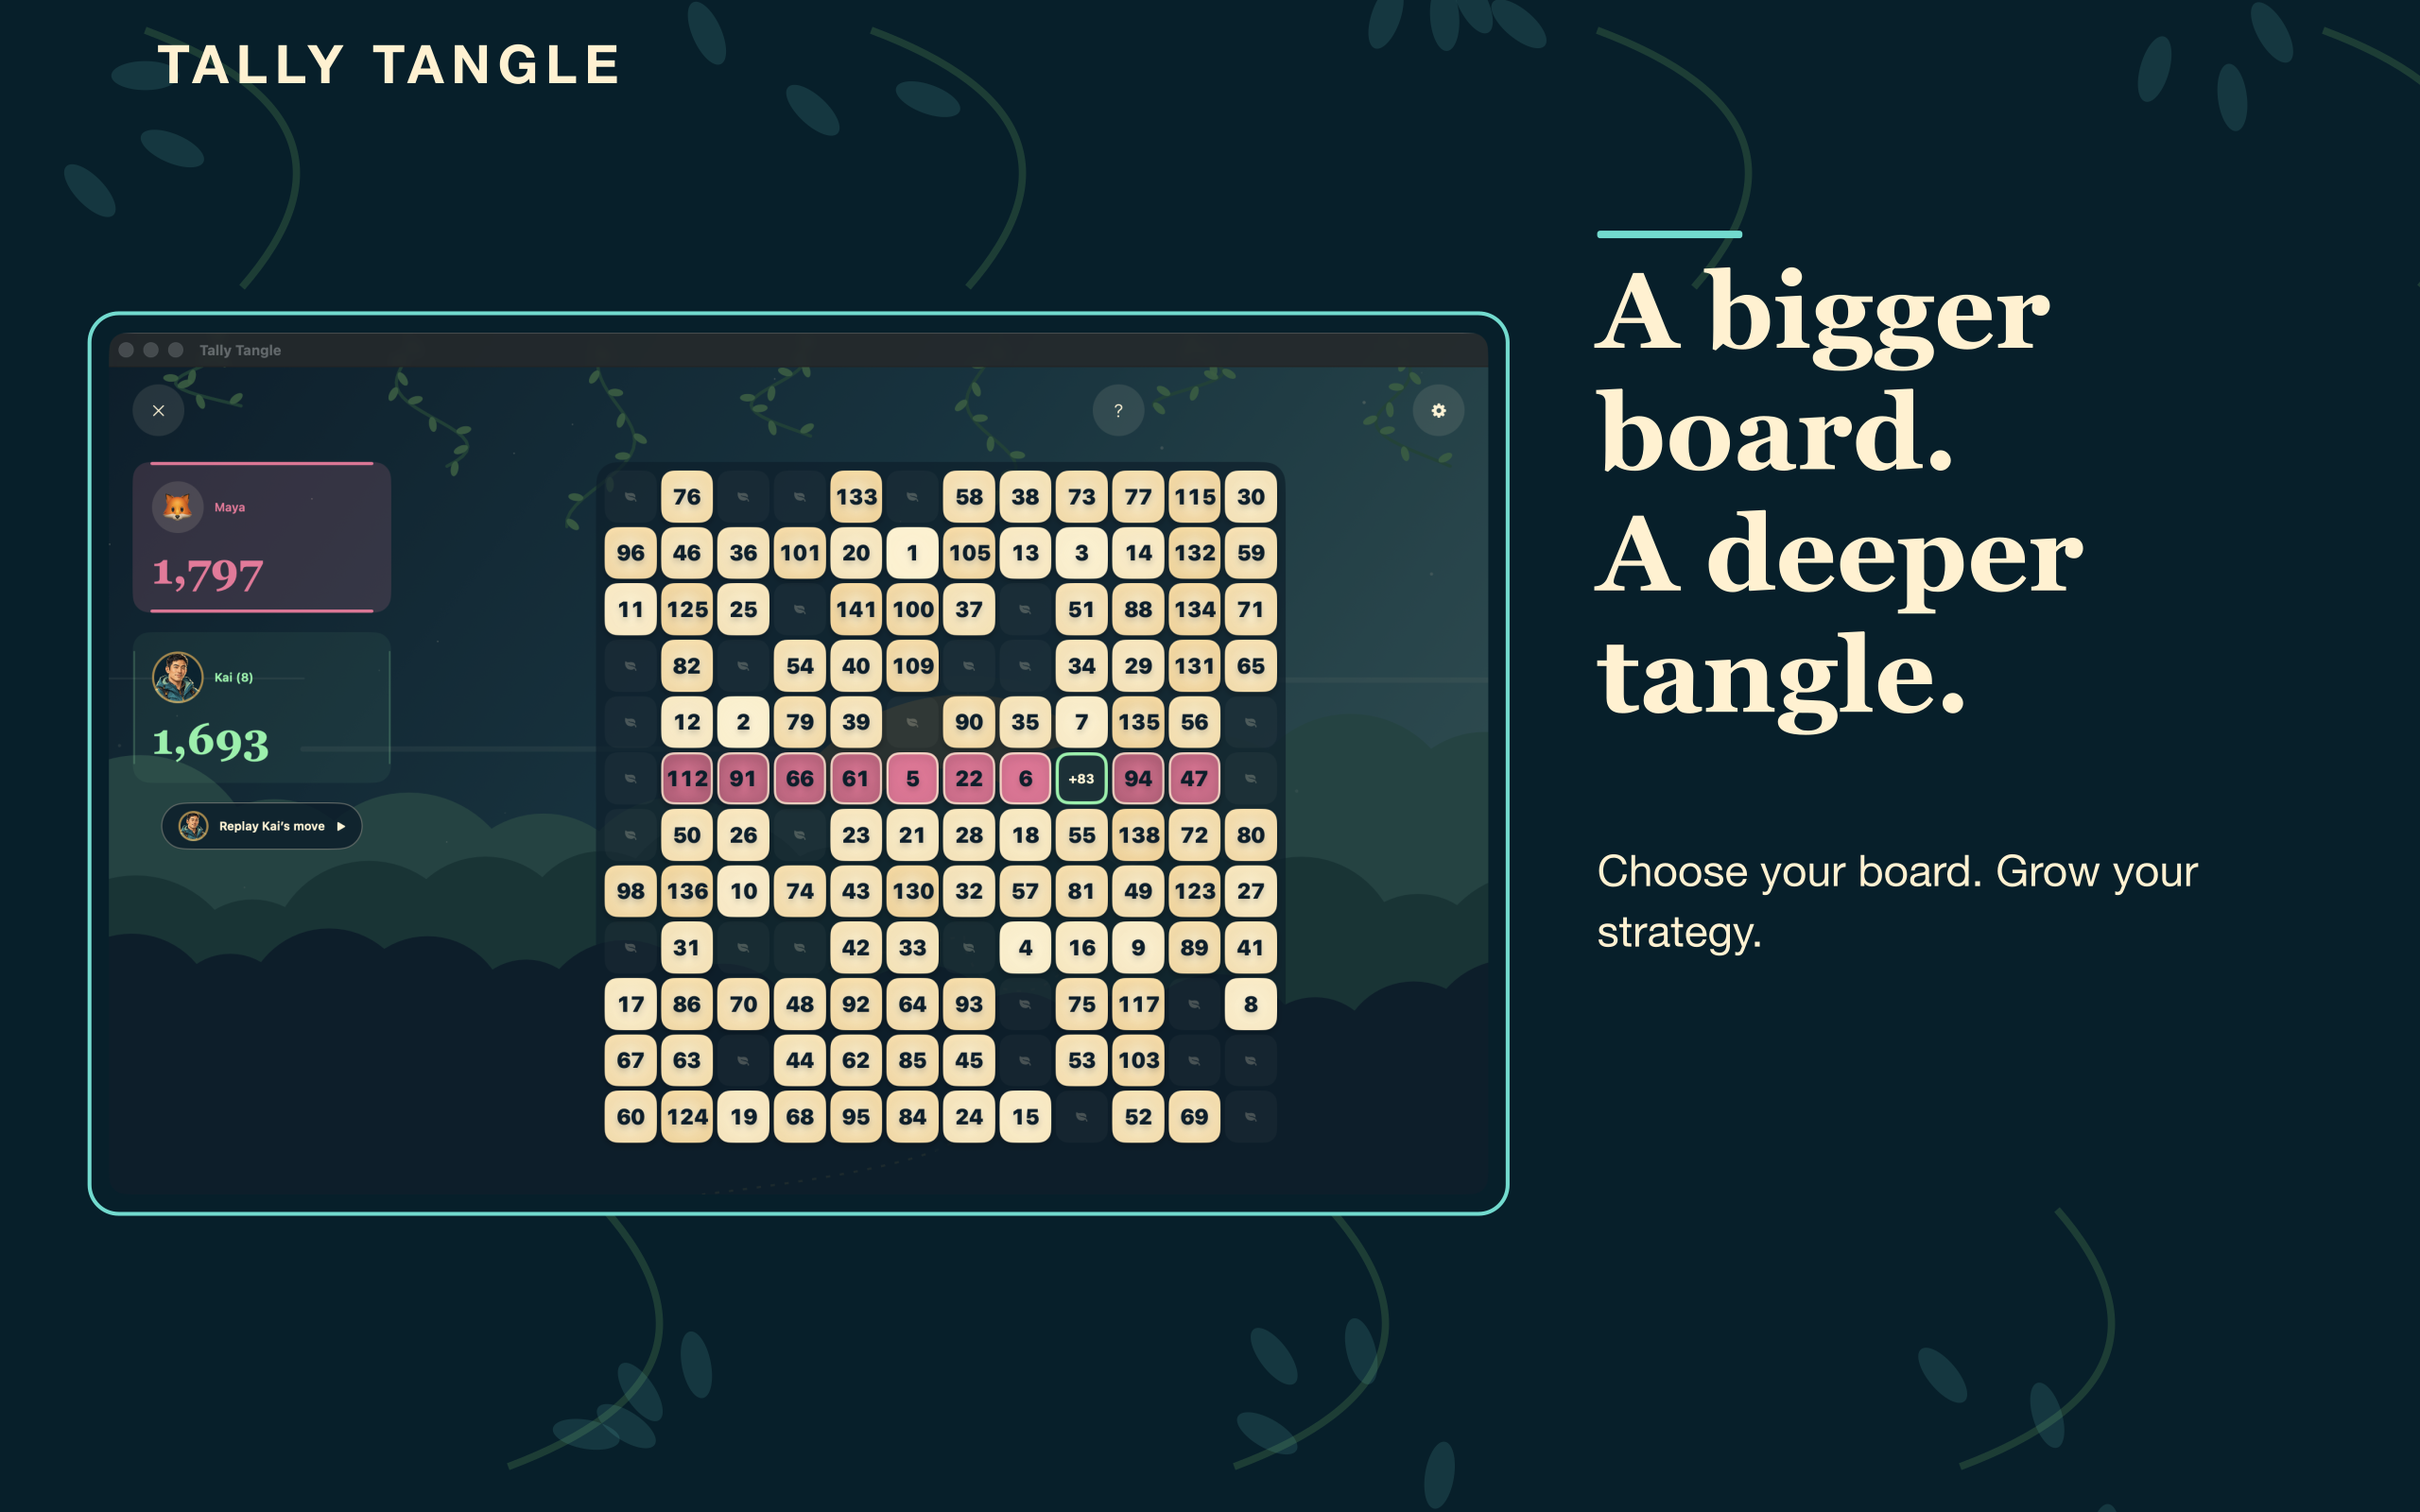 TALLY TANGLE
Tally Tangle
?
Maya
1,797
Kai (8)
1,693
Replay Kai's move
76 133 58 38 73 77 115 30
96 46 36 101 20 1 105 13 3 14 132 59
11 125 25 141 100 37 51 88 134 71
82 54 40 109 34 29 131 65
12 2 79 39 90 35 7 135 56
112 91 66 61 5 22 6 +83 94 47
50 26 23 21 28 18 55 138 72 80
98 136 10 74 43 130 32 57 81 49 123 27
31 42 33 4 16 9 89 41
17 86 70 48 92 64 93 75 117 8
67 63 44 62 85 45 53 103
60 124 19 68 95 84 24 15 52 69
A bigger
board.
A deeper
tangle.
Choose your board. Grow your
strategy.